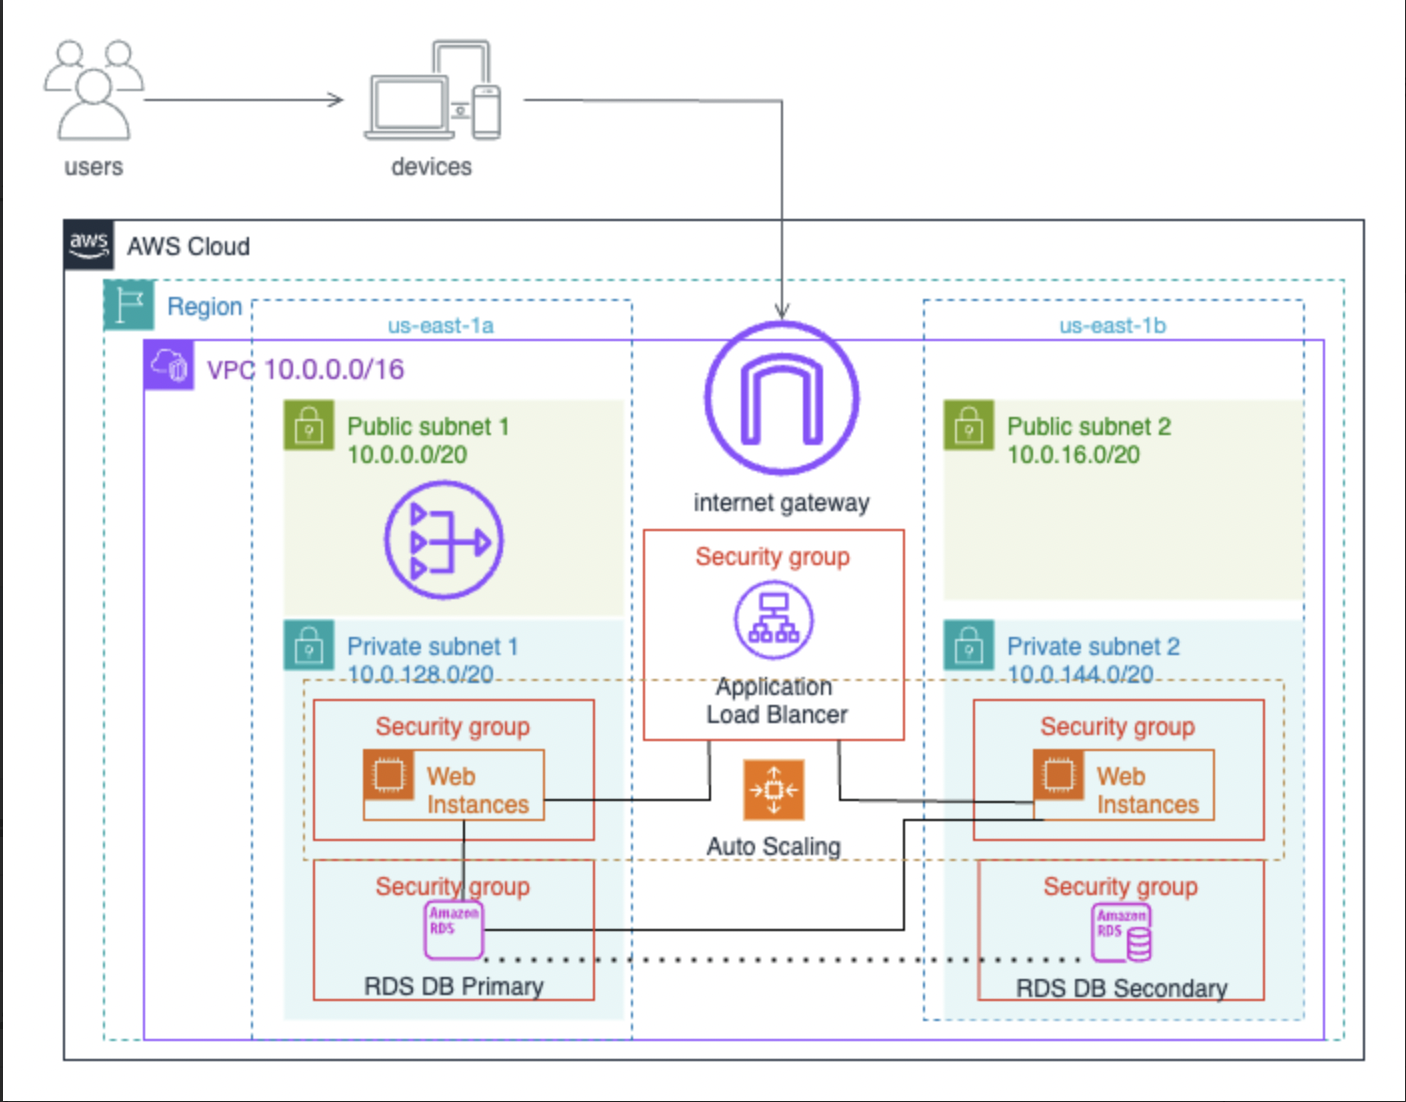 users
devices
aws
AWS Cloud
Region
us-east-1a
us-east-1b
VPC 10.0.0.0/16
Public subnet 1
10.0.0.0/20
internet gateway
Public subnet 2
10.0.16.0/20
Security group
Application
Load Blancer
Private subnet 1
10.0.128.0/20
Private subnet 2
10.0.144.0/20
Security group
Web
Instances
Auto Scaling
Security group
Web
Instances
Security group
Amazon
RDS
RDS DB Primary
Security group
Amazon
RDS
RDS DB Secondary